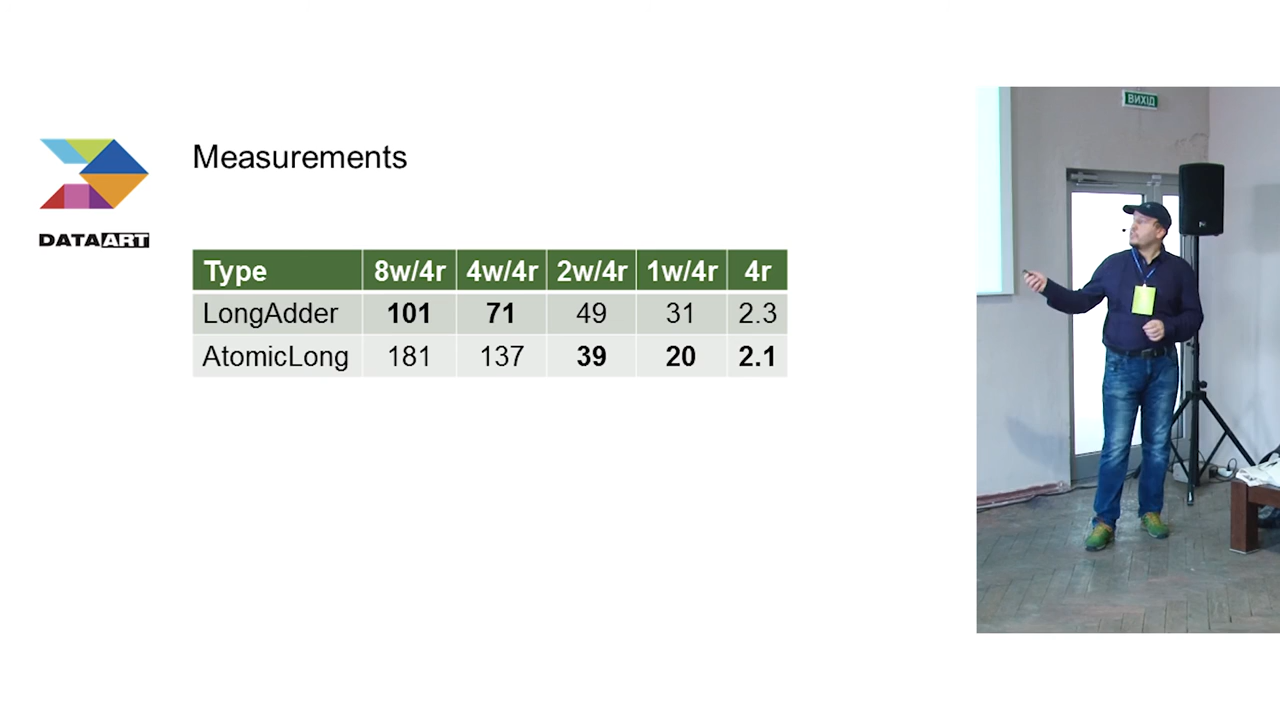 Measurements
DATAART
Type 8w/4r 4w/4r 2w/4r 1w/4r 4r
LongAdder 101 71 49 31 2.3
AtomicLong 181 137 39 20 2.1
ВИХІД